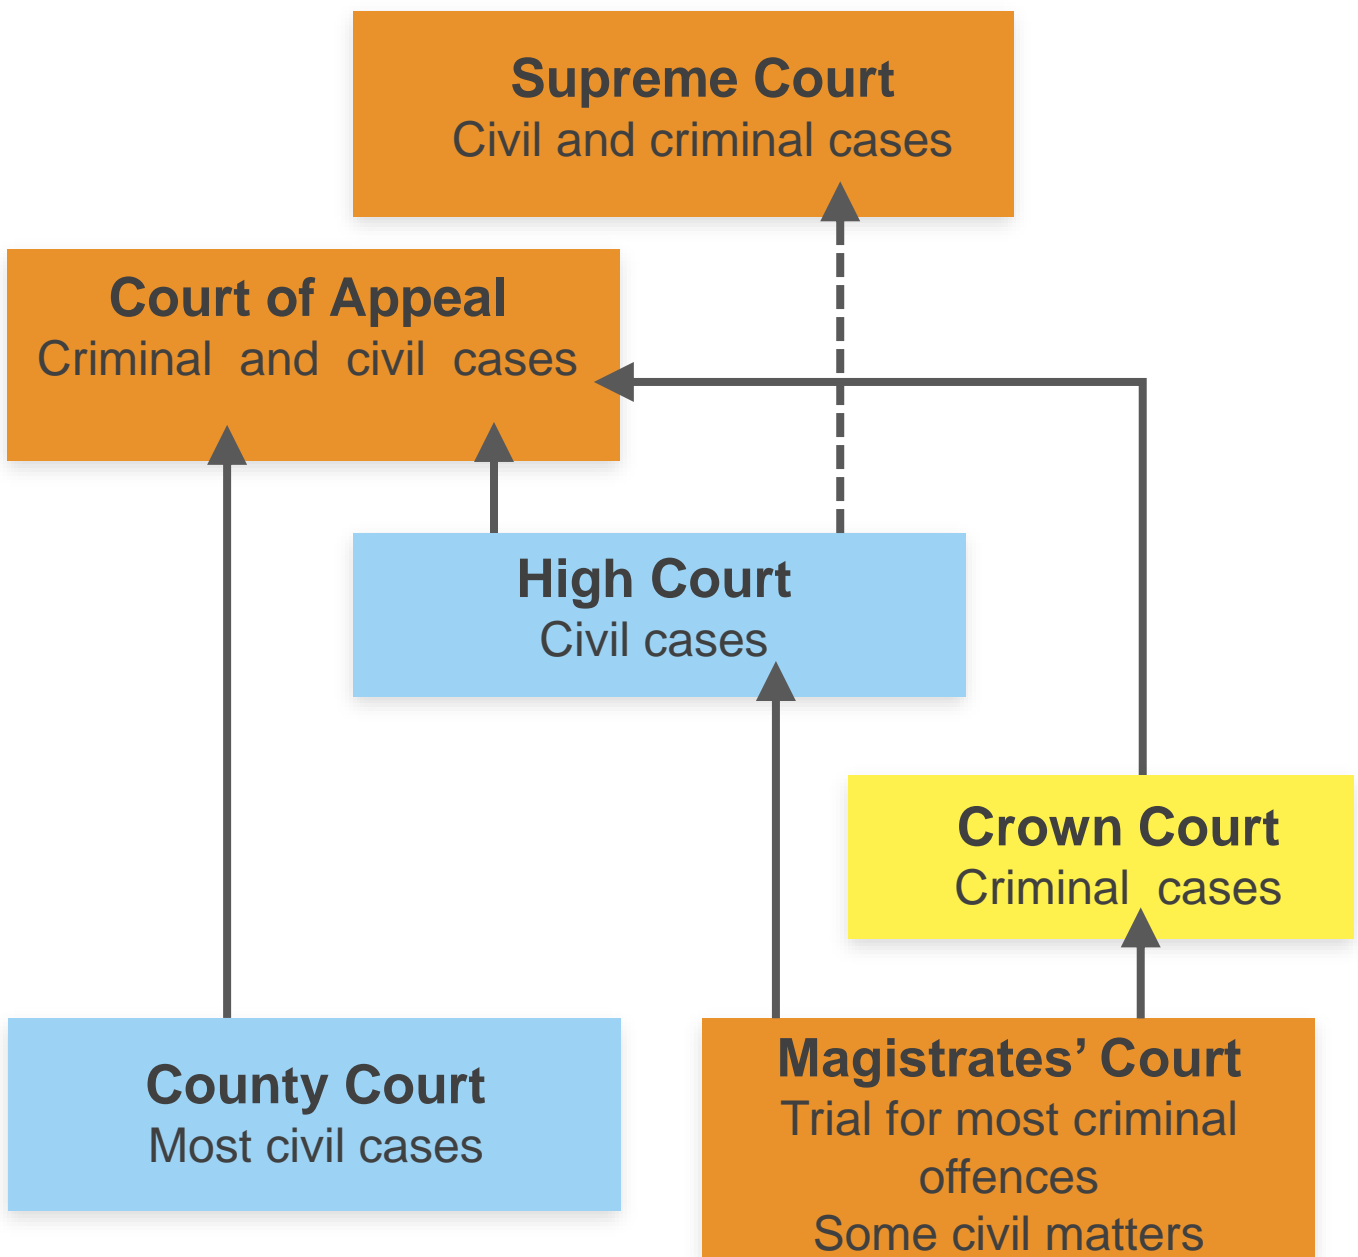 Supreme Court
Civil and criminal cases
Court of Appeal
Criminal and civil cases
High Court
Civil cases
Crown Court
Criminal cases
County Court
Most civil cases
Magistrates’ Court
Trial for most criminal
offences
Some civil matters